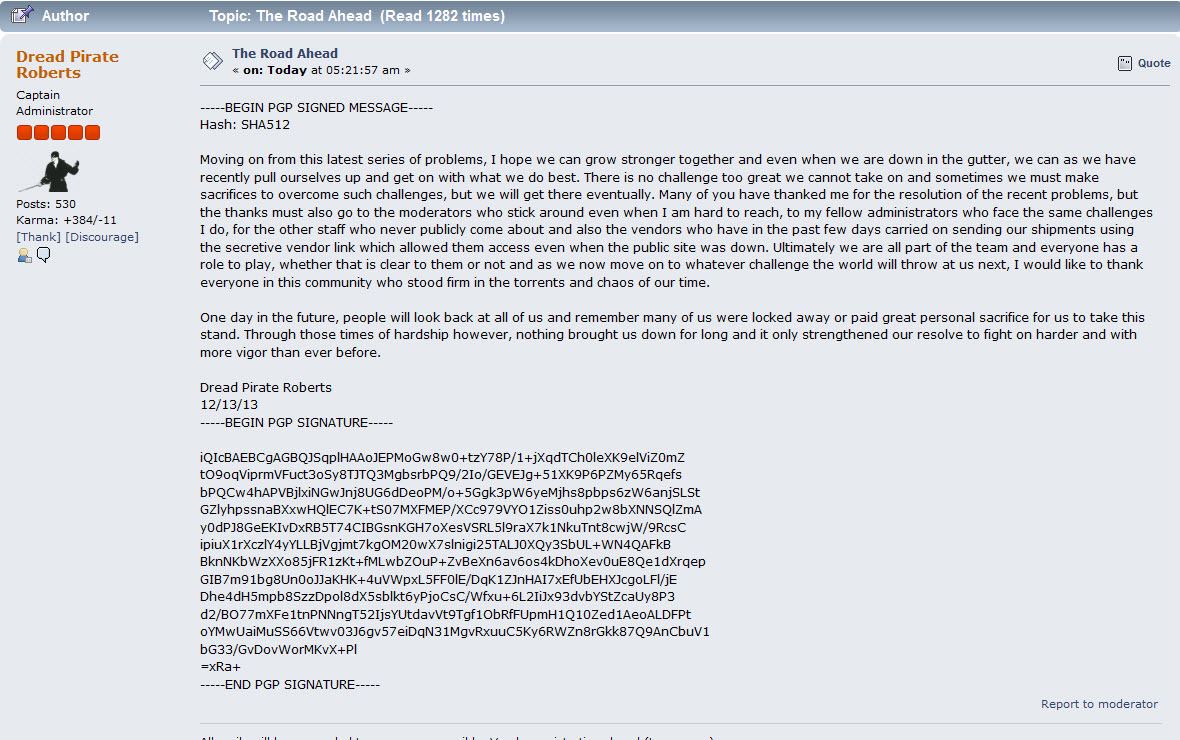 Author
Topic: The Road Ahead (Read 1282 times)
Dread Pirate
Roberts
Captain
Administrator
Posts: 530
Karma: +384/-11
[Thank] [Discourage]
The Road Ahead
« on: Today at 05:21:57 am »
Quote
-----BEGIN PGP SIGNED MESSAGE-----
Hash: SHA512
Moving on from this latest series of problems, I hope we can grow stronger together and even when we are down in the gutter, we can as we have
recently pull ourselves up and get on with what we do best. There is no challenge too great we cannot take on and sometimes we must make
sacrifices to overcome such challenges, but we will get there eventually. Many of you have thanked me for the resolution of the recent problems, but
the thanks must also go to the moderators who stick around even when I am hard to reach, to my fellow administrators who face the same challenges
I do, for the other staff who never publicly come about and also the vendors who have in the past few days carried on sending our shipments using
the secretive vendor link which allowed them access even when the public site was down. Ultimately we are all part of the team and everyone has a
role to play, whether that is clear to them or not and as we now move on to whatever challenge the world will throw at us next, I would like to thank
everyone in this community who stood firm in the torrents and chaos of our time.
One day in the future, people will look back at all of us and remember many of us were locked away or paid great personal sacrifice for us to take this
stand. Through those times of hardship however, nothing brought us down for long and it only strengthened our resolve to fight on harder and with
more vigor than ever before.
Dread Pirate Roberts
12/13/13
-----BEGIN PGP SIGNATURE-----
iQIcBAEBCgAGBQJSqplHAAoJEPMoGw8w0+tzY78P/1+jXqdTCh0leXK9elViZ0mZ
tO9oqViprmVFuct3oSy8TJTQ3MgbsrbPQ9/2Io/GEVEJg+51XK9P6PZMy65Rqefs
bPQCw4hAPVBjlxiNGwJnj8UG6dDeoPM/o+5Ggk3pW6yeMjhs8pbps6zW6anjSLSt
GZlyhpssnaBXxwHQlEC7K+tS07MXFMEP/XCc979VYO1Ziss0uhp2w8bXNNSQlZmA
y0dPJ8GeEKIvDxRB5T74CIBGsnKGH7oXesVSRL5l9raX7k1NkuTnt8cwjW/9RcsC
ipiuX1rXczlY4yYLLBjVgjmt7kgOM20wX7slnigi25TALJ0XQy3SbUL+WN4QAFkB
BknNKbWzXXo85jFR1zKt+fMLwbZOuP+ZvBeXn6av6os4kDhoXev0uE8Qe1dXrqep
GIB7m91bg8Un0oJJaKHK+4uVWpxL5FF0lE/DqK1ZJnHAI7xEfUbEHXJcgoLFl/jE
Dhe4dH5mpb8SzzDpol8dX5sblkt6yPjoCsC/Wfxu+6L2IiJx93dvbYStZcaUy8P3
d2/BO77mXFe1tnPNNngT52IjsYUtdavVt9Tgf1ObRfFUpmH1Q10Zed1AeoALDFPt
oYMwUaiMuSS66Vtwv03J6gv57eiDqN31MgvRxuuC5Ky6RWZn8rGkk87Q9AnCbuV1
bG33/GvDovWorMKvX+Pl
=xRa+
-----END PGP SIGNATURE-----
Report to moderator